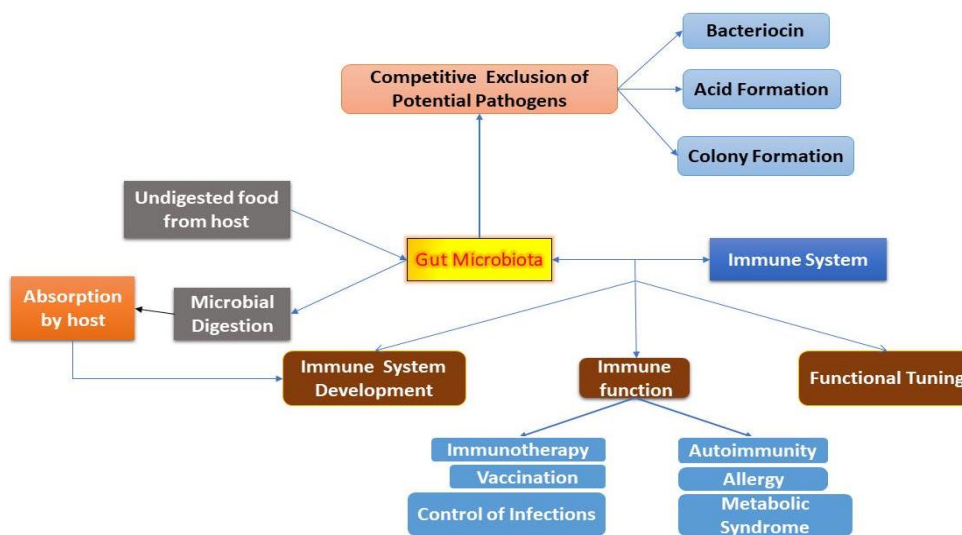 Bacteriocin
Competitive Exclusion of
Potential Pathogens
Acid Formation
Colony Formation
Undigested food
from host
Gut Microbiota
Immune System
Absorption
by host
Microbial
Digestion
Immune System
Development
Immune
function
Functional Tuning
Immunotherapy
Vaccination
Control of Infections
Autoimmunity
Allergy
Metabolic
Syndrome